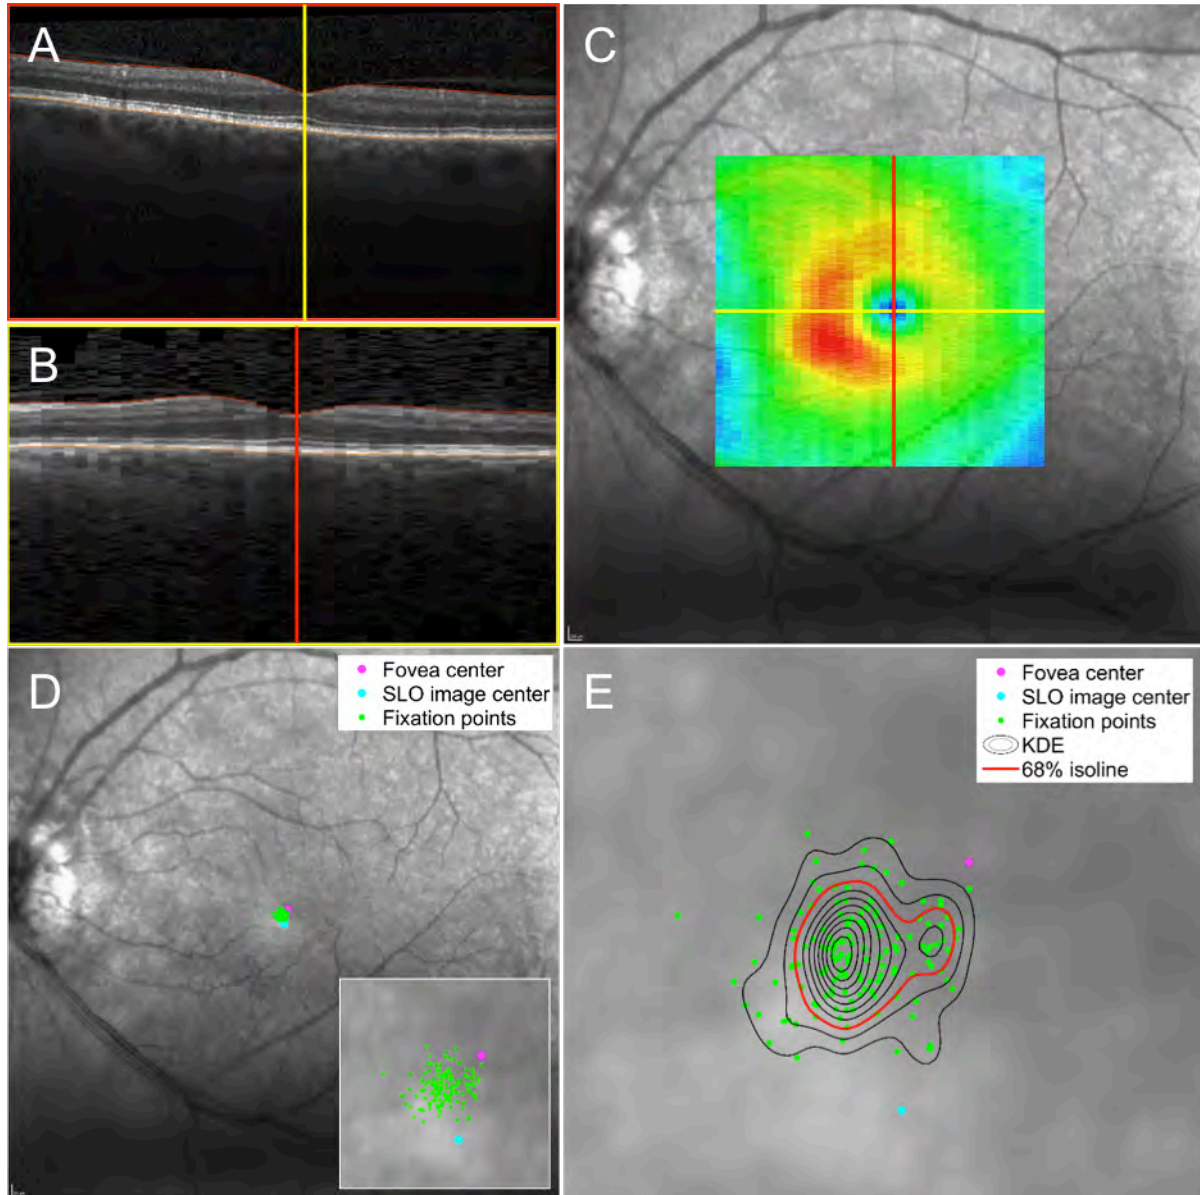 A
B
C
D
Fovea center
SLO image center
Fixation points
E
Fovea center
SLO image center
Fixation points
KDE
68% isoline